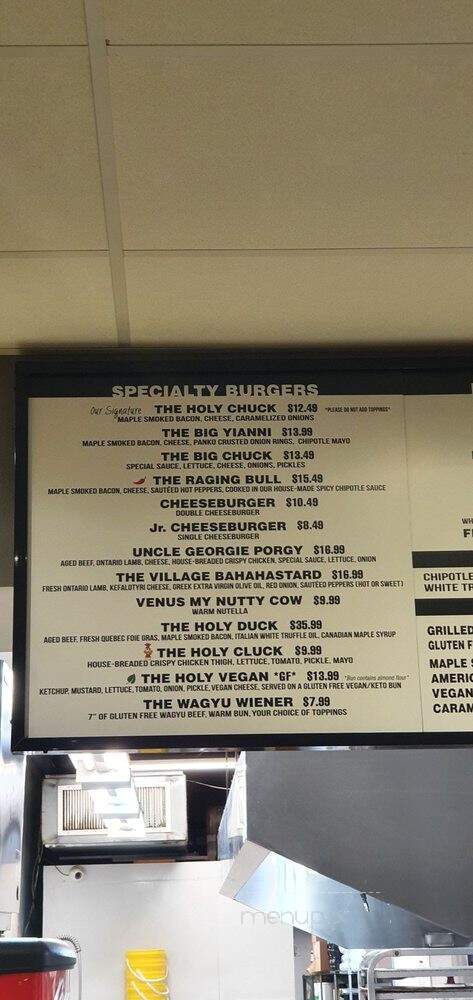 SPECIALTY BURGERS
Our Signature THE HOLY CHUCK $12.49 *PLEASE DO NOT ADD TOPPINGS*
*MAPLE SMOKED BACON, CHEESE, CARAMELIZED ONIONS
THE BIG YIANNI $13.99
MAPLE SMOKED BACON, CHEESE, PANKO CRUSTED ONION RINGS, CHIPOTLE MAYO
THE BIG CHUCK $13.49
SPECIAL SAUCE, LETTUCE, CHEESE, ONIONS, PICKLES
THE RAGING BULL $15.49
MAPLE SMOKED BACON, CHEESE, SAUTÉED HOT PEPPERS, COOKED IN OUR HOUSE-MADE SPICY CHIPOTLE SAUCE
CHEESEBURGER $10.49
DOUBLE CHEESEBURGER
Jr. CHEESEBURGER $8.49
SINGLE CHEESEBURGER
UNCLE GEORGIE PORGY $16.99
AGED BEEF, ONTARIO LAMB, CHEESE, HOUSE-BREADED CRISPY CHICKEN, SPECIAL SAUCE, LETTUCE, ONION
THE VILLAGE BAHAHASTARD $16.99
FRESH ONTARIO LAMB, KEFALOTYRI CHEESE, GREEK EXTRA VIRGIN OLIVE OIL, RED ONION, SAUTÉED PEPPERS (HOT OR SWEET)
VENUS MY NUTTY COW $9.99
WARM NUTELLA
THE HOLY DUCK $35.99
AGED BEEF, FRESH QUEBEC FOIE GRAS, MAPLE SMOKED BACON, ITALIAN WHITE TRUFFLE OIL, CANADIAN MAPLE SYRUP
THE HOLY CLUCK $9.99
HOUSE-BREADED CRISPY CHICKEN THIGH, LETTUCE, TOMATO, PICKLE, MAYO
THE HOLY VEGAN *GF* $13.99 *Bun contains almond flour*
KETCHUP, MUSTARD, LETTUCE, TOMATO, ONION, PICKLE, VEGAN CHEESE, SERVED ON A GLUTEN FREE VEGAN/KETO BUN
THE WAGYU WIENER $7.99
7" OF GLUTEN FREE WAGYU BEEF, WARM BUN, YOUR CHOICE OF TOPPINGS
WH
F
CHIPOTLE
WHITE TR
GRILLED
GLUTEN F
MAPLE S
AMERIC
VEGAN
CARAM
menup